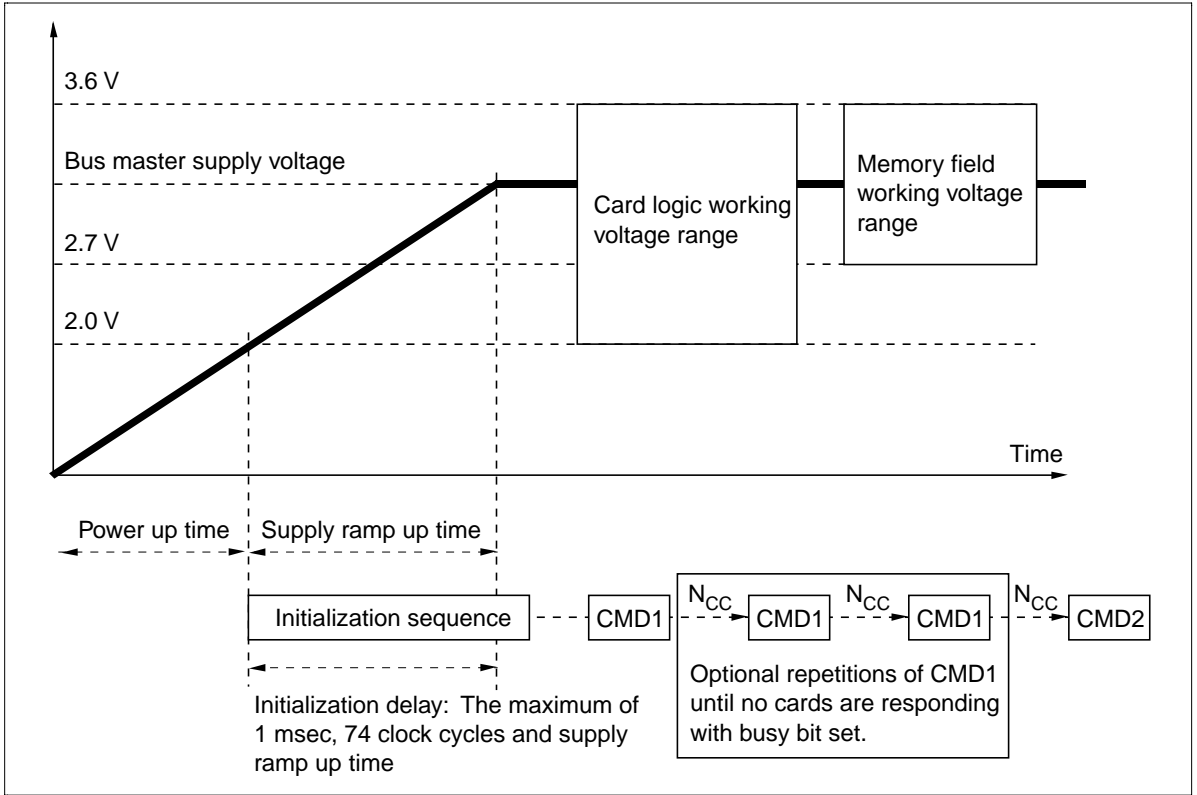 3.6 V
Bus master supply voltage
2.7 V
2.0 V
Card logic working
voltage range
Memory field
working voltage
range
Time
Power up time
Supply ramp up time
Initialization sequence
CMD1
NCC
CMD1
NCC
CMD1
NCC
CMD2
Initialization delay: The maximum of
1 msec, 74 clock cycles and supply
ramp up time
Optional repetitions of CMD1
until no cards are responding
with busy bit set.